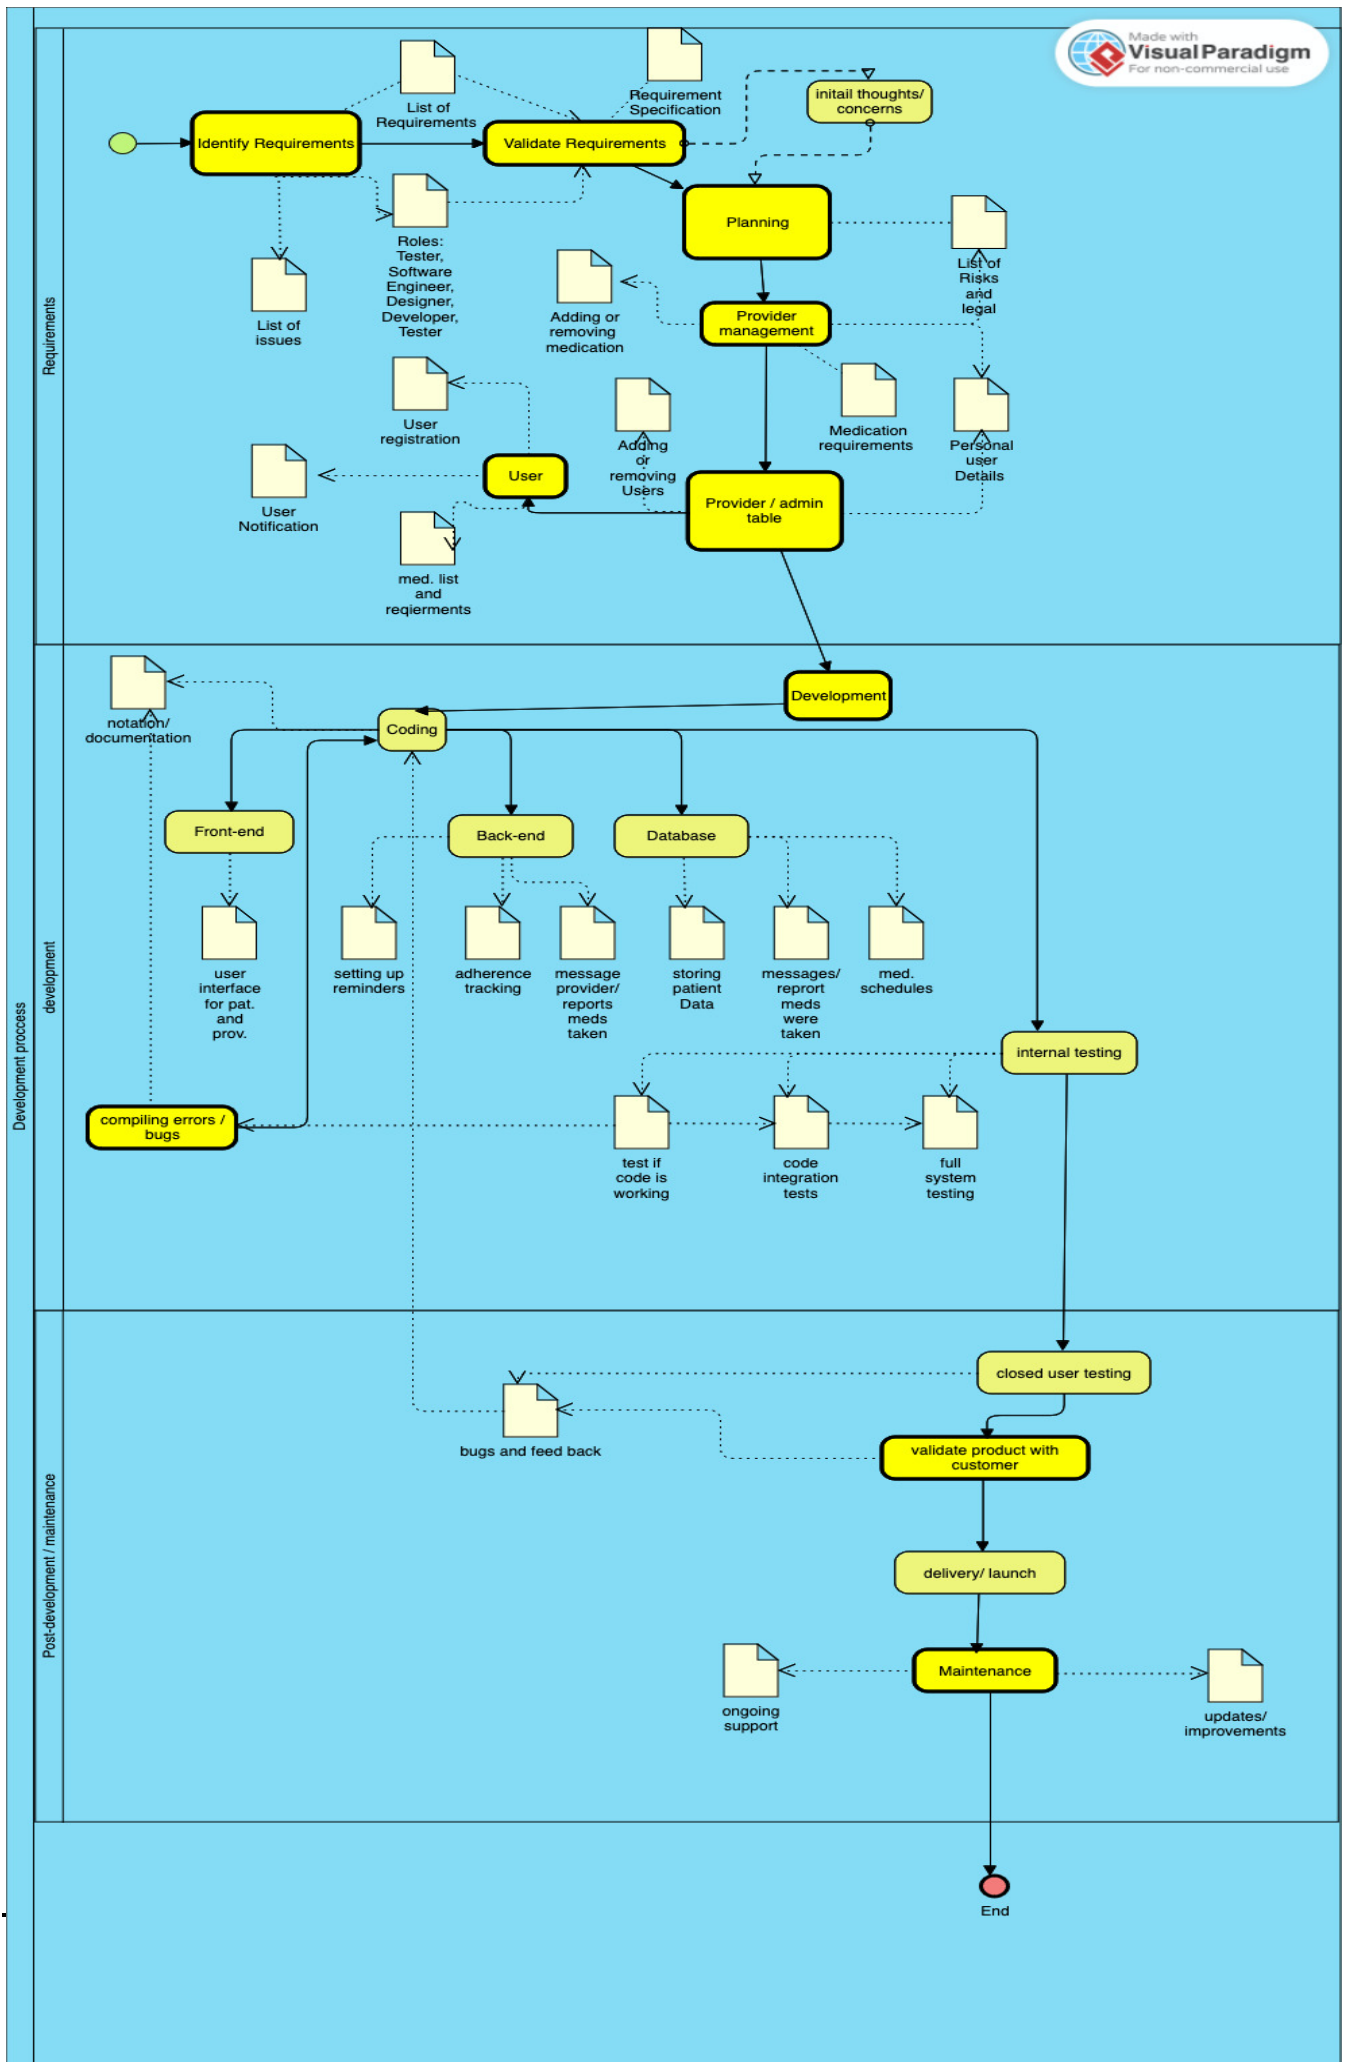 Made with
Visual Paradigm
For non-commercial use
List of
Requirements
Requirement
Specification
initail thoughts/
concerns
Identify Requirements
Validate Requirements
Planning
Roles:
Tester,
Software
Engineer,
Designer,
Developer,
Tester
List of
issues
List of
Risks
and
legal
Adding or
removing
medication
Provider
management
Requirements
User
registration
Adding
or
removing
Users
Medication
requirements
Personal
user
Details
User
Provider / admin
table
User
Notification
med. list
and
reqierments
Development
notation/
documentation
Coding
Front-end
Back-end
Database
user
interface
for pat.
and
prov.
setting up
reminders
adherence
tracking
message
provider/
reports
meds
taken
storing
patient
Data
messages/
reprort
meds
were
taken
med.
schedules
development
Development proccess
internal testing
compiling errors /
bugs
test if
code is
working
code
integration
tests
full
system
testing
closed user testing
bugs and feed back
validate product with
customer
Post-development / maintenance
delivery/ launch
Maintenance
ongoing
support
updates/
improvements
End